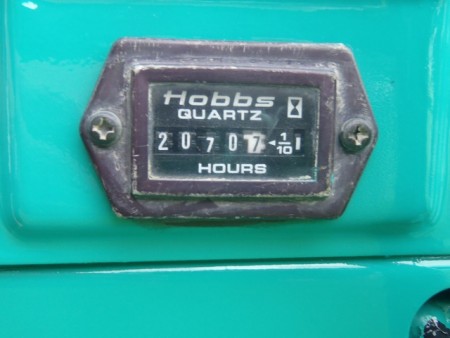 Hobbs
QUARTZ
20707 ◄ 1/10
HOURS